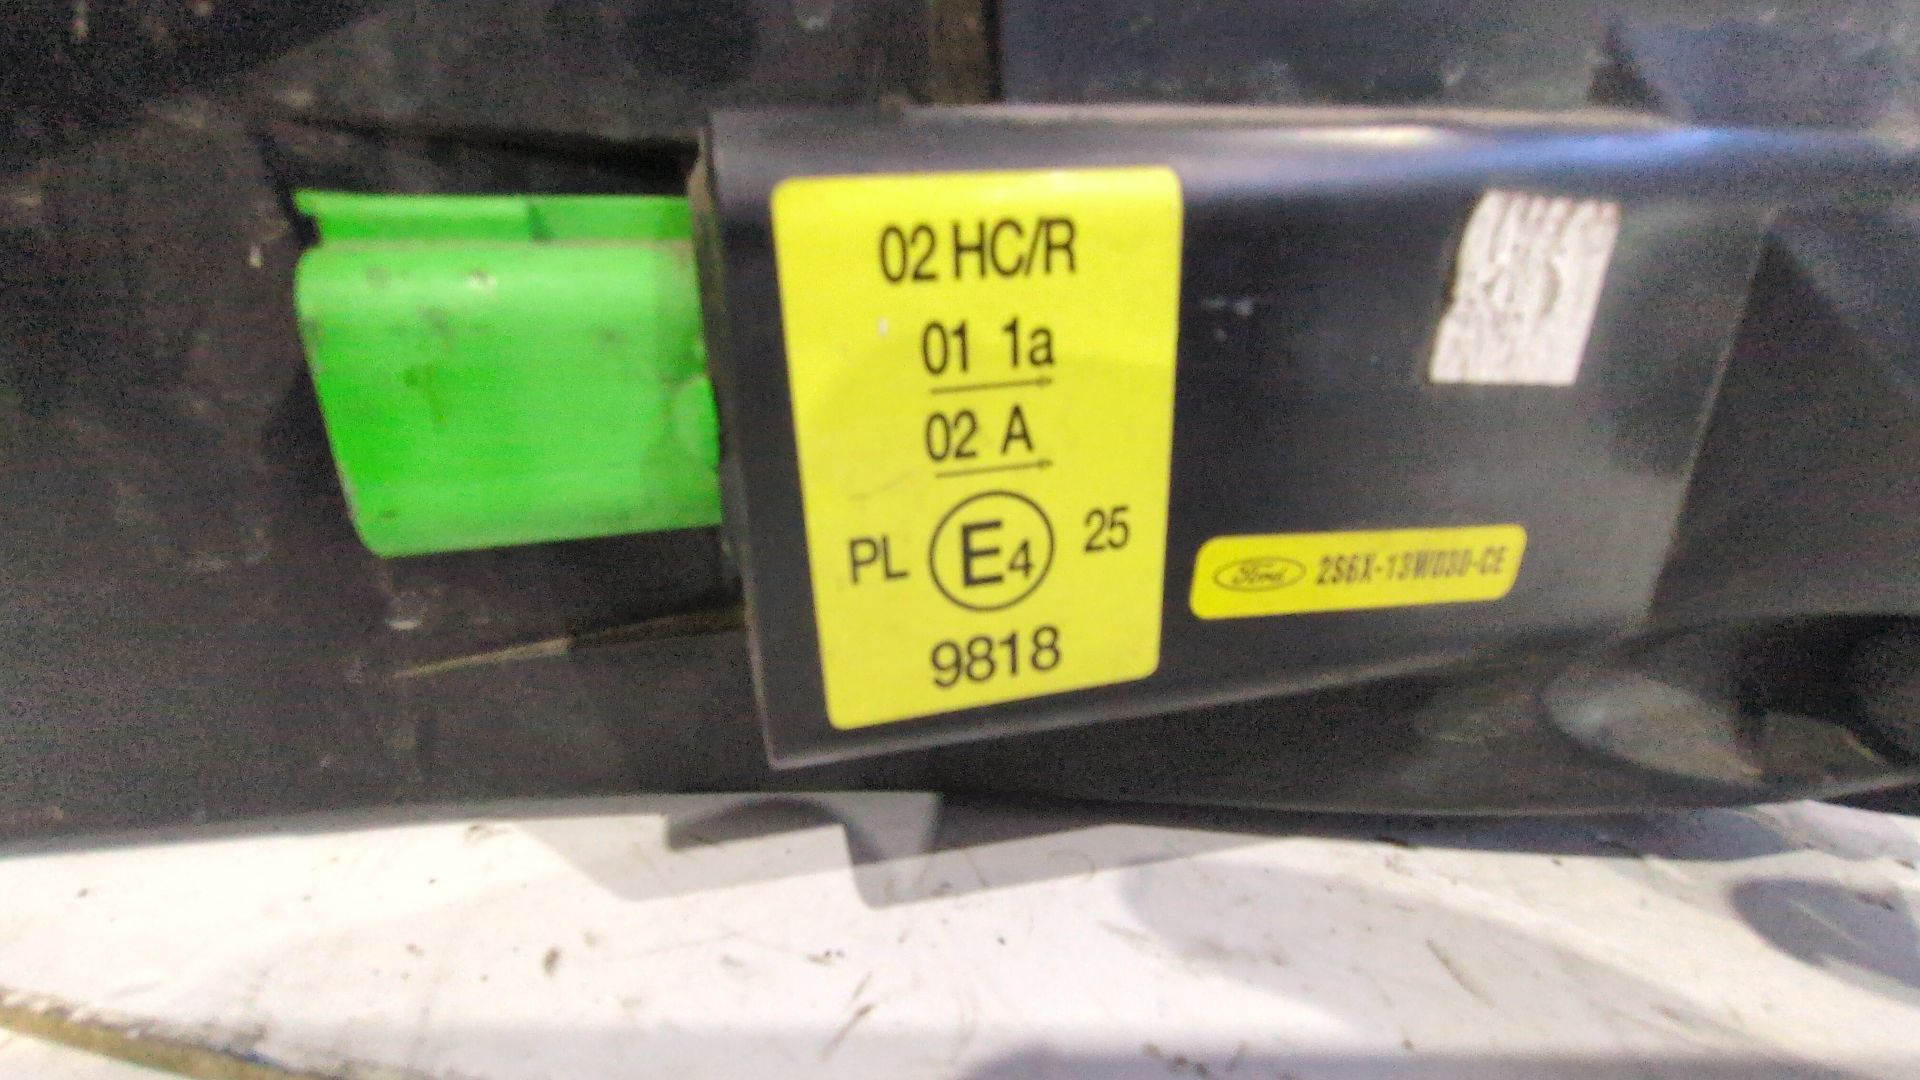 02 HC/R
01 1a
02 A
PL E4 25
9818
Ford 2S6X-13W030-CE